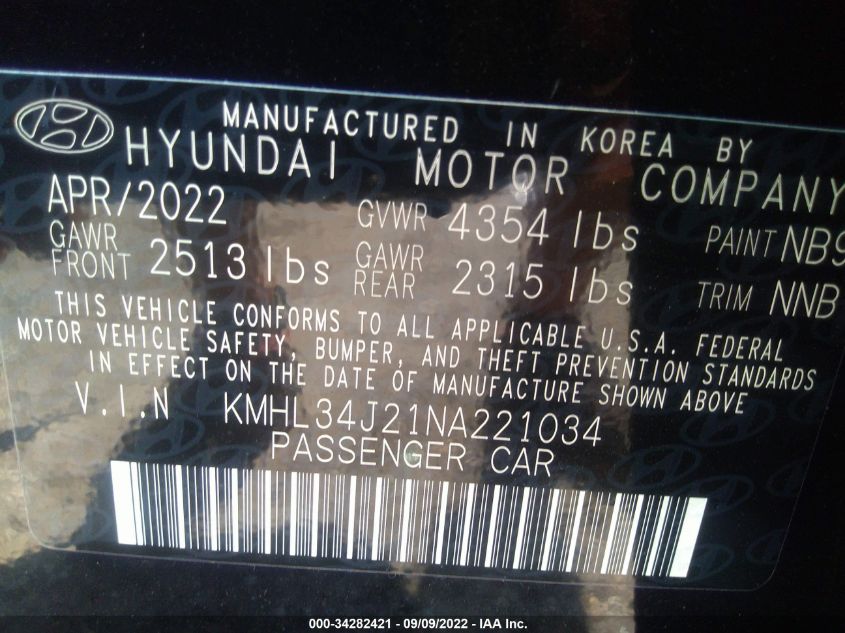 MANUFACTURED IN KOREA BY
HYUNDAI MOTOR COMPANY
APR/2022 GVWR 4354 lbs PAINT NB9
GAWR FRONT 2513 lbs GAWR REAR 2315 lbs TRIM NNB
THIS VEHICLE CONFORMS TO ALL APPLICABLE U.S.A. FEDERAL
MOTOR VEHICLE SAFETY, BUMPER, AND THEFT PREVENTION STANDARDS
IN EFFECT ON THE DATE OF MANUFACTURE SHOWN ABOVE
V.I.N KMHL34J21NA221034
PASSENGER CAR
000-34282421 - 09/09/2022 - IAA Inc.